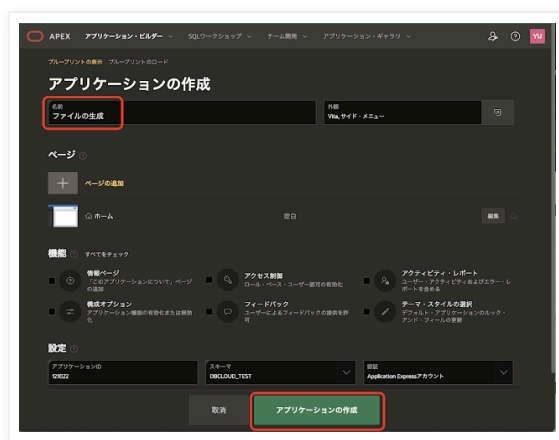 APEX アプリケーション・ビルダー SQLワークショップ チーム開発 アプリケーション・ギャラリ YU
ブループリントの表示 ブループリントのロード
アプリケーションの作成
名前
ファイルの生成
外観
Vita, サイド・メニュー
ページ
ページの追加
ホーム 空白 編集
機能 すべてをチェック
情報ページ
「このアプリケーションについて」ページの追加
アクセス制御
ロール・ベース・ユーザー認可の有効化
アクティビティ・レポート
ユーザー・アクティビティおよびエラー・レポートを含める
構成オプション
アプリケーション機能の有効化または無効化
フィードバック
ユーザーによるフィードバックの提供を許可
テーマ・スタイルの選択
デフォルト・アプリケーションのルック・アンド・フィールの更新
設定
アプリケーションID
121022
スキーマ
DBCLOUD_TEST
認証
Application Expressアカウント
取消 アプリケーションの作成